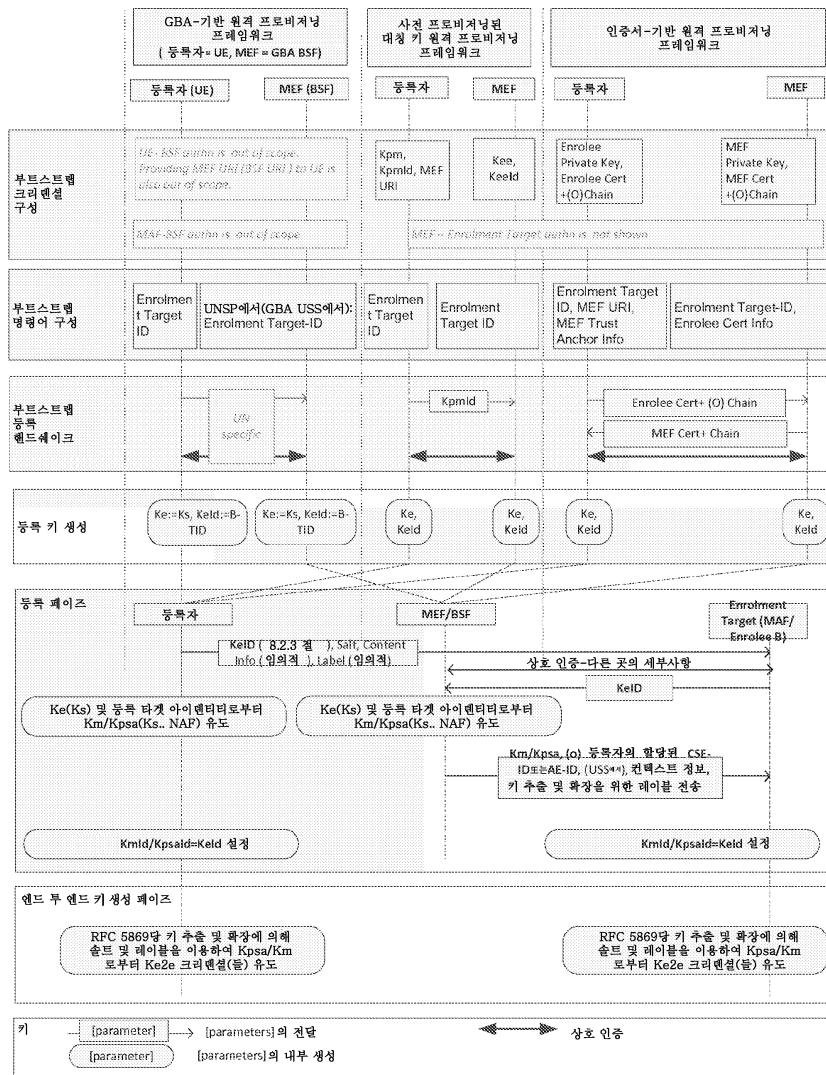 GBA-기반 원격 프로비저닝
프레임워크
( 등록자= UE, MEF = GBA BSF)
사전 프로비저닝된
대칭 키 원격 프로비저닝
프레임워크
인증서-기반 원격 프로비저닝
프레임워크
등록자 (UE)
MEF (BSF)
등록자
MEF
등록자
MEF
부트스트랩
크리덴셜
구성
UE- BSF authn is out of scope.
Providing MEF URI (BSF URI ) to UE is
also out of scope.
Kpm,
KpmId, MEF
URI
Kee,
KeeId
Enrolee
Private Key,
Enrolee Cert
+(O)Chain
MEF
Private Key,
MEF Cert
+(O)Chain
MAF-BSF authn is out of scope
MEF – Enrolment Target authn is not shown
부트스트랩
명령어 구성
Enrolmen
t Target
ID
UNSP에서(GBA USS에서):
Enrolment Target-ID
Enrolmen
t Target
ID
Enrolment
Target ID
Enrolment Target
ID, MEF URI,
MEF Trust
Anchor Info
Enrolment Target-ID,
Enrolee Cert Info
부트스트랩
등록
핸드쉐이크
UN
specific
KpmId
Enrolee Cert+ (O) Chain
MEF Cert+ Chain
등록 키 생성
Ke:=Ks, KeId:=B-
TID
Ke:=Ks, KeId:=B-
TID
Ke,
KeId
Ke,
KeId
Ke,
KeId
Ke,
KeId
등록 페이즈
등록자
MEF/BSF
Enrolment
Target (MAF/
Enrolee B)
KeID ( 8.2.3 절 ), Salt, Content
Info ( 임의적 ), Label (임의적)
상호 인증-다른 곳의 세부사항
KeID
Ke(Ks) 및 등록 타겟 아이덴티티로부터
Km/Kpsa(Ks.. NAF) 유도
Ke(Ks) 및 등록 타겟 아이덴티티로부터
Km/Kpsa(Ks.. NAF) 유도
Km/Kpsa, (o) 등록자의 할당된 CSE-
ID또는AE-ID, (USS에서), 컨텍스트 정보,
키 추출 및 확장을 위한 레이블 전송
KmId/KpsaId=KeId 설정
KmId/KpsaId=KeId 설정
엔드 투 엔드 키 생성 페이즈
RFC 5869당 키 추출 및 확장에 의해
솔트 및 레이블을 이용하여 Kpsa/Km
로부터 Ke2e 크리덴셜(들) 유도
RFC 5869당 키 추출 및 확장에 의해
솔트 및 레이블을 이용하여 Kpsa/Km
로부터 Ke2e 크리덴셜(들) 유도
키
[parameter]
[parameters]의 전달
상호 인증
[parameter]
[parameters]의 내부 생성